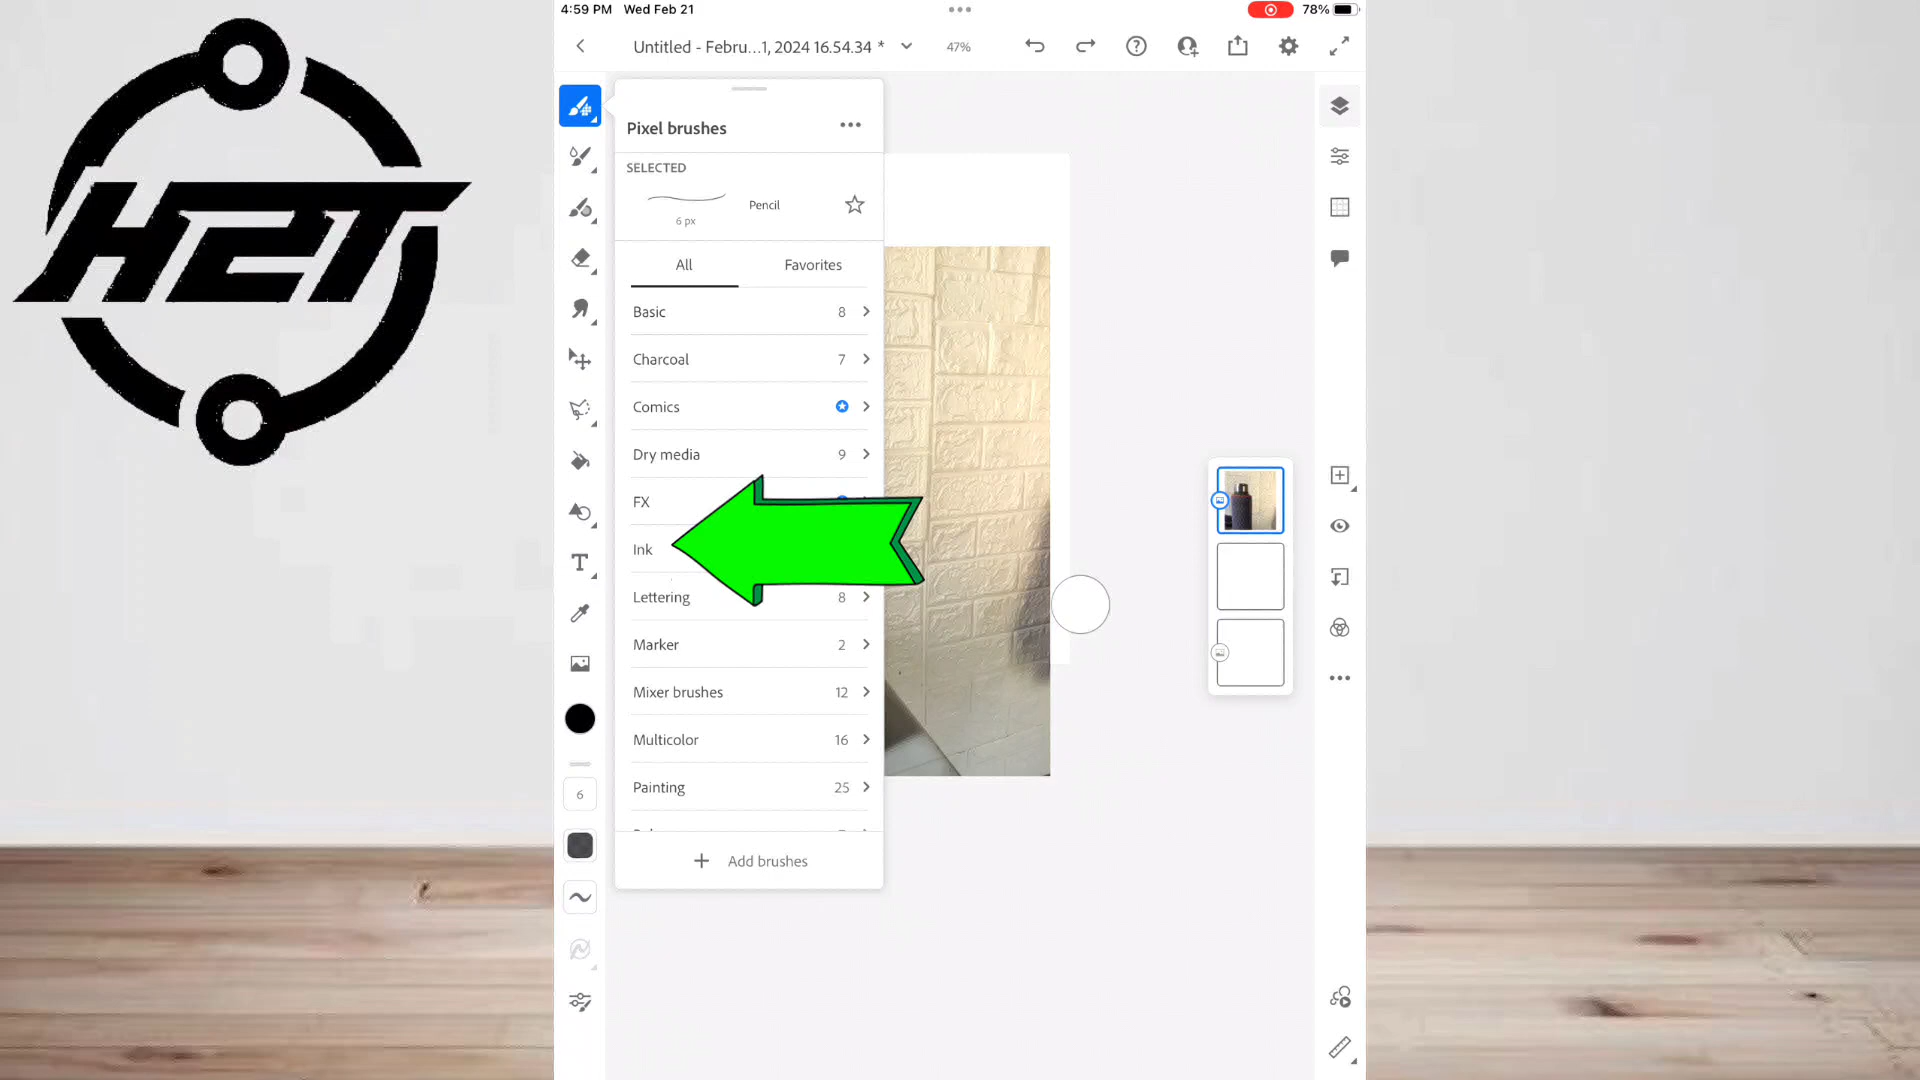 H2T
4:59 PM Wed Feb 21
78%
Untitled - Febru...1, 2024 16.54.34 *
47%
Pixel brushes
SELECTED
6 px
Pencil
All
Favorites
Basic 8
Charcoal 7
Comics
Dry media 9
FX
Ink
Lettering 8
Marker 2
Mixer brushes 12
Multicolor 16
Painting 25
Add brushes
T
6